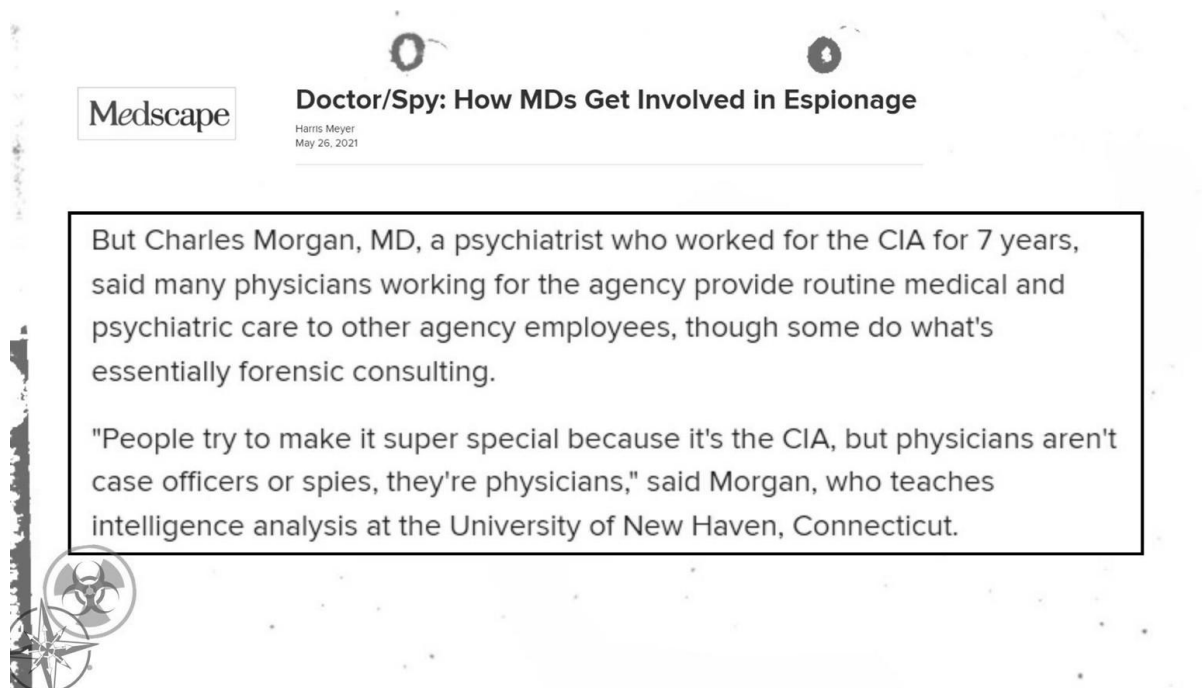 Medscape
Doctor/Spy: How MDs Get Involved in Espionage
Harris Meyer
May 26, 2021
But Charles Morgan, MD, a psychiatrist who worked for the CIA for 7 years,
said many physicians working for the agency provide routine medical and
psychiatric care to other agency employees, though some do what's
essentially forensic consulting.
"People try to make it super special because it's the CIA, but physicians aren't
case officers or spies, they're physicians," said Morgan, who teaches
intelligence analysis at the University of New Haven, Connecticut.